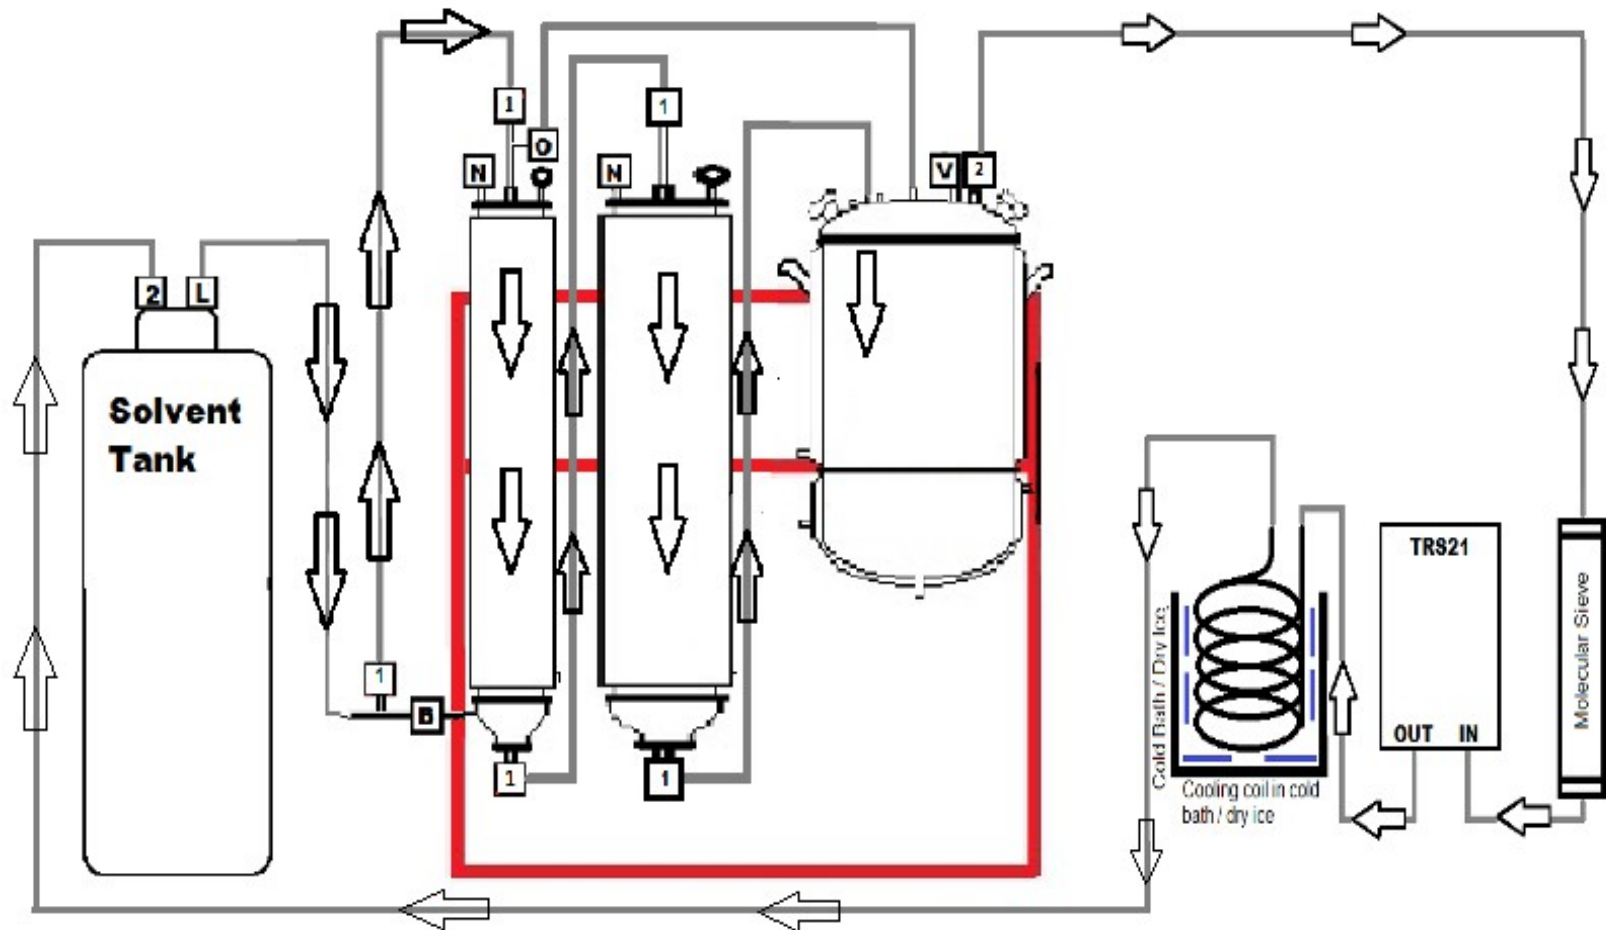 1
1
O
N
N
V
2
2
L
Solvent
Tank
1
B
1
1
Cold Bath / Dry Ice
Cooling coil in cold
bath / dry ice
TRS21
OUT IN
Molecular Sieve